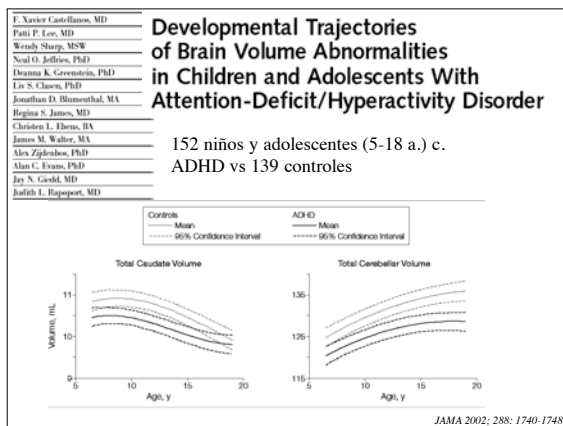 F. Xavier Castellanos, MD
Patti P. Lee, MD
Wendy Sharp, MSW
Neal O. Jeffries, PhD
Deanna K. Greenstein, PhD
Liv S. Clasen, PhD
Jonathan D. Blumenthal, MA
Regina S. James, MD
Christen L. Ebens, BA
James M. Walter, MA
Alex Zijdenbos, PhD
Alan C. Evans, PhD
Jay N. Giedd, MD
Judith L. Rapoport, MD
Developmental Trajectories
of Brain Volume Abnormalities
in Children and Adolescents With
Attention-Deficit/Hyperactivity Disorder
152 niños y adolescentes (5-18 a.) c.
ADHD vs 139 controles
Controls
Mean
95% Confidence Interval
ADHD
Mean
95% Confidence Interval
Total Caudate Volume
Volume, mL
11
10
9
5 10 15 20
Age, y
Total Cerebellar Volume
135
125
115
5 10 15 20
Age, y
JAMA 2002; 288: 1740-1748